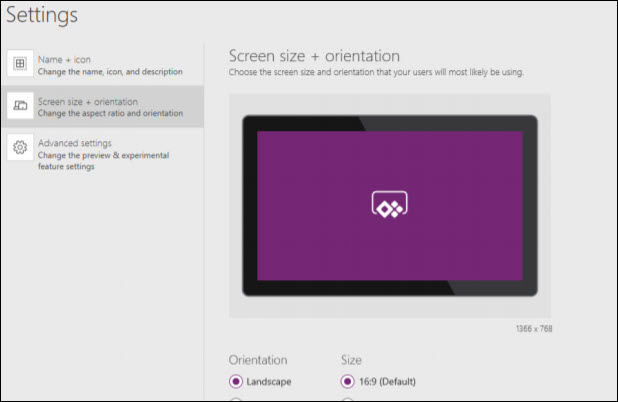 Settings
Name + icon
Change the name, icon, and description
Screen size + orientation
Change the aspect ratio and orientation
Advanced settings
Change the preview & experimental
feature settings
Screen size + orientation
Choose the screen size and orientation that your users will most likely be using.
1366 x 768
Orientation
Size
Landscape
16:9 (Default)